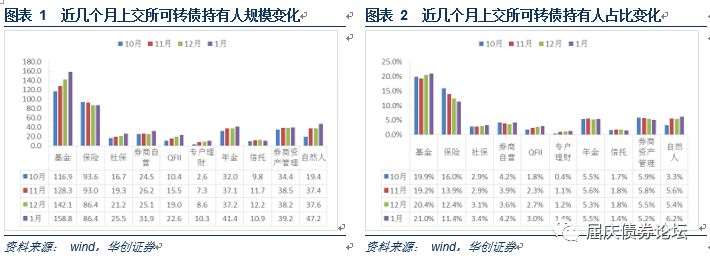 图表 1 近几个月上交所可转债持有人规模变化
10月 11月 12月 1月
180.0
160.0
140.0
120.0
100.0
80.0
60.0
40.0
20.0
0.0
基金 保险 社保 券商自营 QFII 专户理财 年金 信托 券商资产管理 自然人
10月 116.9 93.6 16.7 24.5 10.4 2.6 32.0 9.8 34.4 19.4
11月 128.3 93.0 19.3 26.2 15.5 7.3 37.1 11.7 38.5 37.4
12月 142.1 86.4 21.2 25.1 19.0 8.6 37.2 12.2 38.2 37.6
1月 158.8 86.4 25.5 31.9 22.6 10.3 41.4 10.9 39.2 47.2
资料来源: wind, 华创证券
图表 2 近几个月上交所可转债持有人占比变化
10月 11月 12月 1月
25.0%
20.0%
15.0%
10.0%
5.0%
0.0%
基金 保险 社保 券商自营 QFII 专户理财 年金 信托 券商资产管理 自然人
10月 19.9% 16.0% 2.9% 4.2% 1.8% 0.4% 5.5% 1.7% 5.9% 3.3%
11月 19.2% 13.9% 2.9% 3.9% 2.3% 1.1% 5.6% 1.8% 5.8% 5.6%
12月 20.4% 12.4% 3.1% 3.6% 2.7% 1.2% 5.3% 1.8% 5.5% 5.4%
1月 21.0% 11.4% 3.4% 4.2% 3.0% 1.4% 5.5% 1.4% 5.2% 6.2%
资料来源: wind, 华创证券
屈庆债券论坛